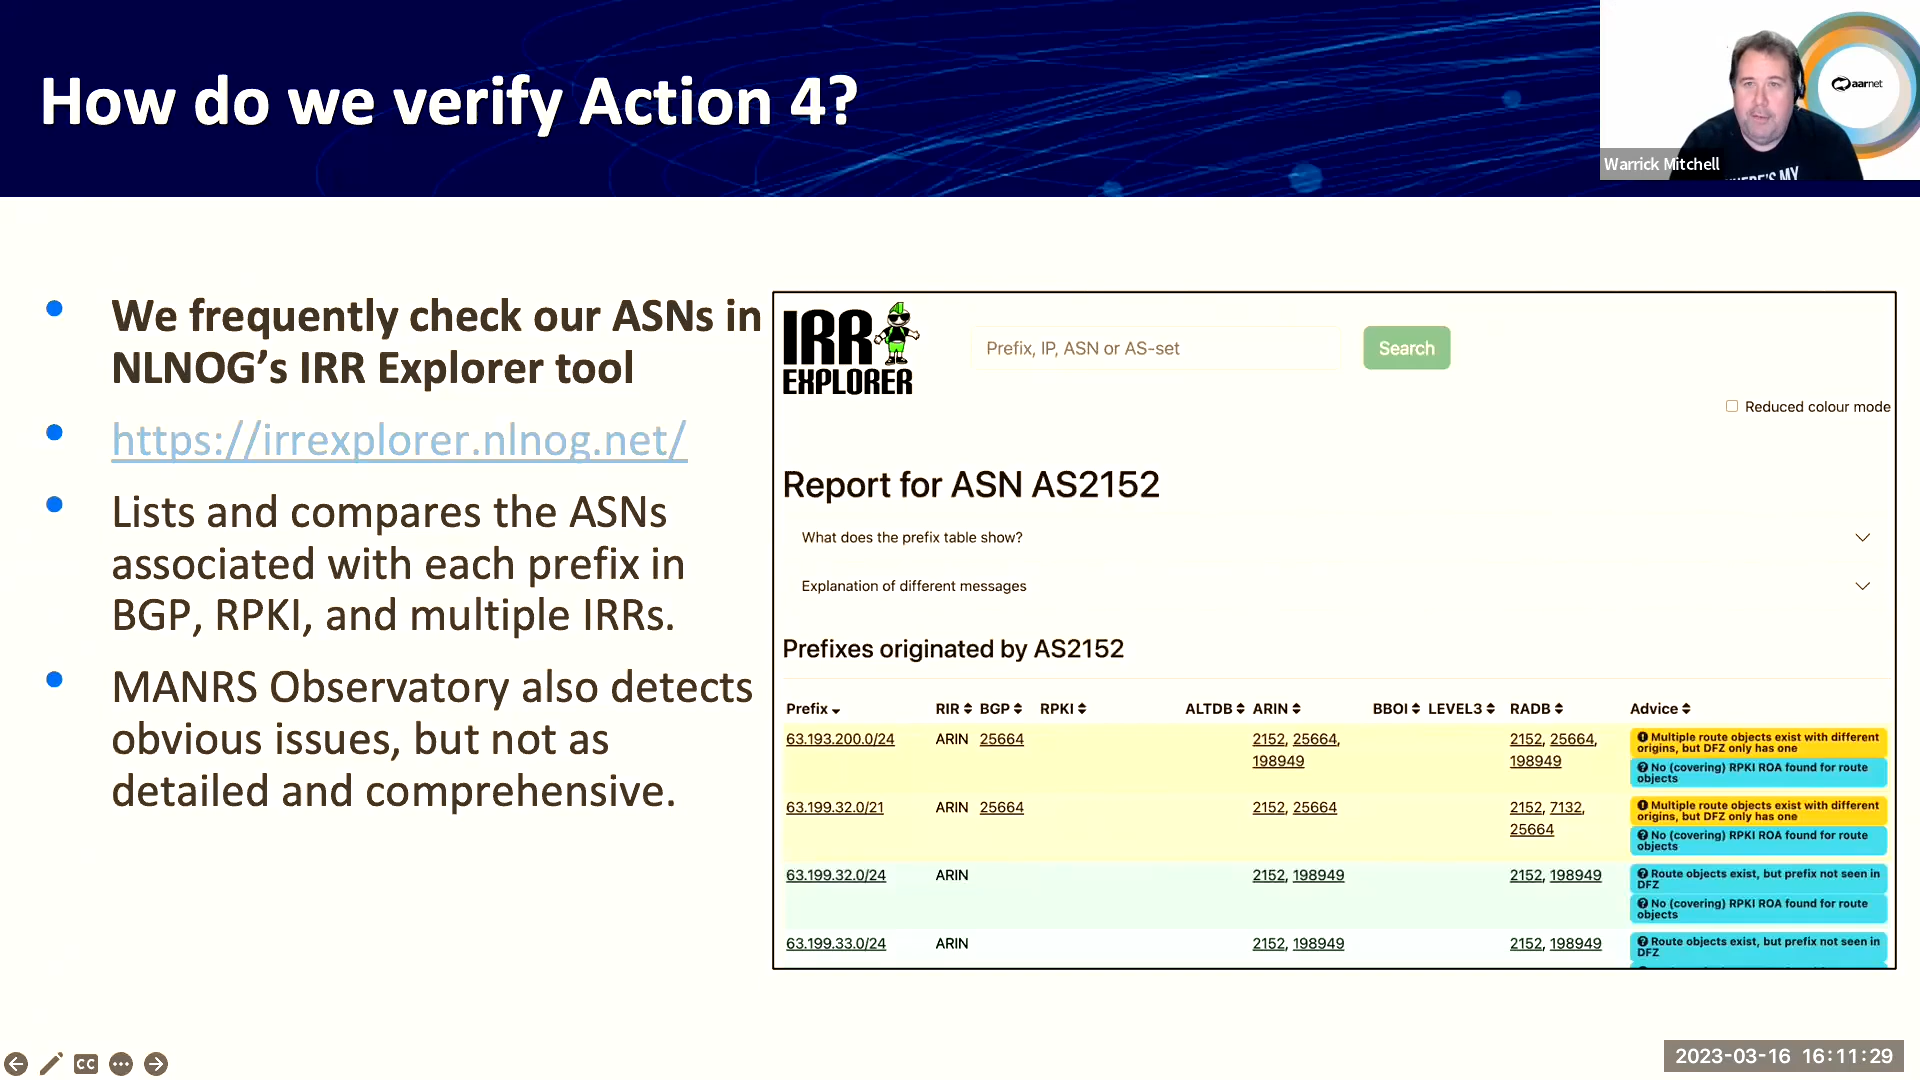 How do we verify Action 4?
aarnet
Warrick Mitchell
We frequently check our ASNs in
NLNOG’s IRR Explorer tool
https://irrexplorer.nlnog.net/
Lists and compares the ASNs
associated with each prefix in
BGP, RPKI, and multiple IRRs.
MANRS Observatory also detects
obvious issues, but not as
detailed and comprehensive.
IRR
EXPLORER
Prefix, IP, ASN or AS-set
Search
Reduced colour mode
Report for ASN AS2152
What does the prefix table show?
Explanation of different messages
Prefixes originated by AS2152
Prefix RIR BGP RPKI ALTDB ARIN BBOI LEVEL3 RADB Advice
63.193.200.0/24 ARIN 25664 2152, 25664, 2152, 25664, Multiple route objects exist with different
198949 198949 origins, but DFZ only has one
No (covering) RPKI ROA found for route
objects
63.199.32.0/21 ARIN 25664 2152, 25664 2152, 7132, Multiple route objects exist with different
25664 origins, but DFZ only has one
No (covering) RPKI ROA found for route
objects
63.199.32.0/24 ARIN 2152, 198949 2152, 198949 Route objects exist, but prefix not seen in
DFZ
No (covering) RPKI ROA found for route
objects
63.199.33.0/24 ARIN 2152, 198949 2152, 198949 Route objects exist, but prefix not seen in
DFZ
CC
2023-03-16 16:11:29